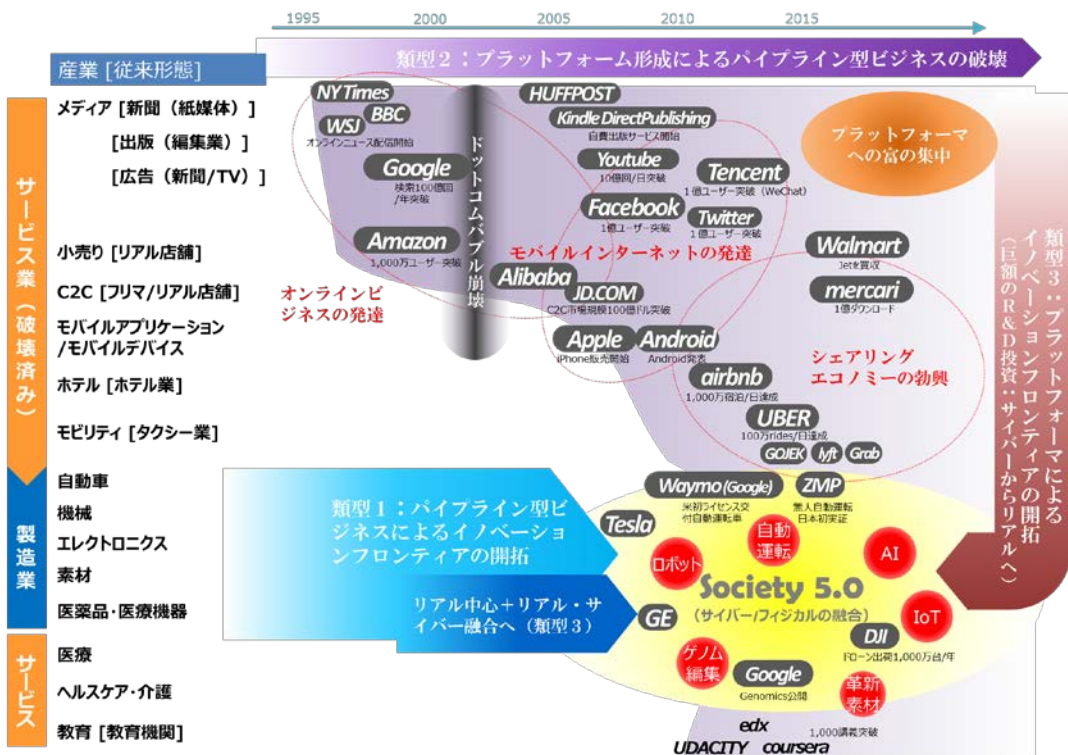 1995 2000 2005 2010 2015
類型２：プラットフォーム形成によるパイプライン型ビジネスの破壊
産業 [従来形態]
サービス業（破壊済み）
メディア [新聞（紙媒体）]
[出版（編集業）]
[広告（新聞/TV）]
小売り [リアル店舗]
C2C [フリマ/リアル店舗]
モバイルアプリケーション
/モバイルデバイス
ホテル [ホテル業]
モビリティ [タクシー業]
製造業
自動車
機械
エレクトロニクス
素材
医薬品・医療機器
サービス
医療
ヘルスケア・介護
教育 [教育機関]
NY Times
BBC
WSJ
オンラインニュース配信開始
Google
検索100億回
/年突破
Amazon
1,000万ユーザー突破
オンラインビ
ジネスの発達
ドットコムバブル崩壊
HUFFPOST
Kindle DirectPublishing
自費出版サービス開始
Youtube
10億回/日突破
Tencent
1億ユーザー突破（WeChat）
Facebook
1億ユーザー突破
Twitter
1億ユーザー突破
モバイルインターネットの発達
Alibaba
JD.COM
C2C市場規模100億ドル突破
Apple
iPhone販売開始
Android
Android発表
プラットフォーマ
への富の集中
Walmart
Jetを買収
mercari
1億ダウンロード
シェアリング
エコノミーの勃興
airbnb
1,000万宿泊/日達成
UBER
100万rides/日達成
GOJEK
lyft
Grab
類型３：プラットフォーマによる
イノベーションフロンティアの開拓
（巨額のR&D投資：サイバーからリアルへ）
類型１：パイプライン型ビ
ジネスによるイノベーショ
ンフロンティアの開拓
リアル中心＋リアル・サ
イバー融合へ（類型３）
Waymo (Google)
米初ライセンス交
付自動運転車
ZMP
無人自動運転
日本初実証
Tesla
自動
運転
ロボット
AI
Society 5.0
（サイバー/フィジカルの融合）
GE
IoT
DJI
ドローン出荷1,000万台/年
ゲノム
編集
Google
Genomics公開
革新
素材
edx
1,000講義突破
UDACITY
coursera